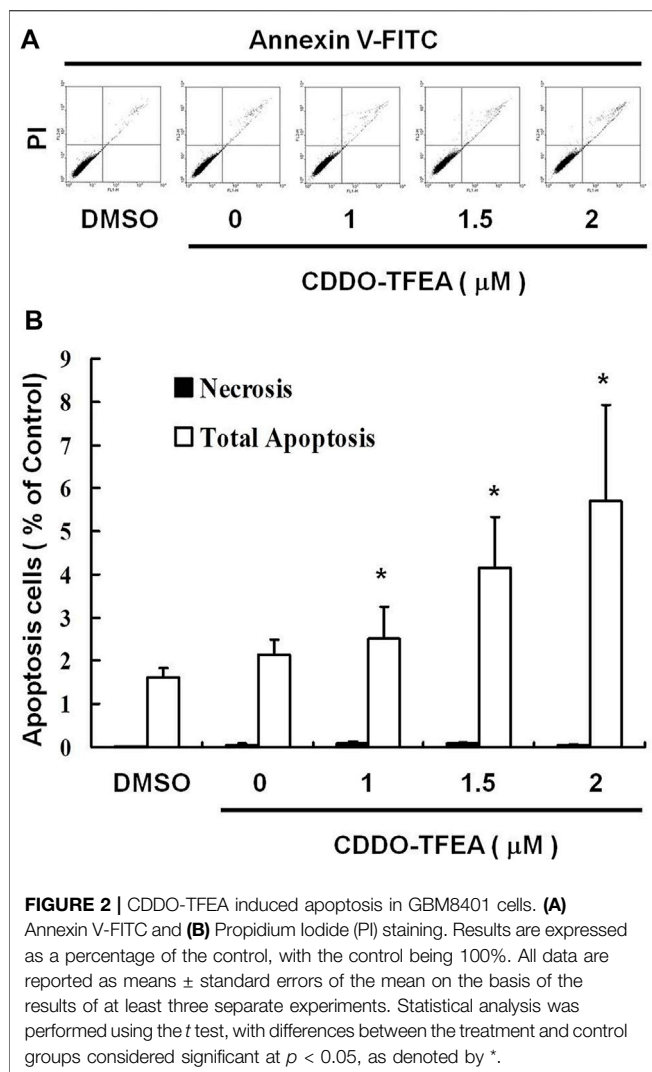 A
Annexin V-FITC
PI
DMSO 0 1 1.5 2
CDDO-TFEA ( μM )
B
Apoptosis cells ( % of Control)
9
8
7
6
5
4
3
2
1
0
Necrosis
Total Apoptosis
* * *
DMSO 0 1 1.5 2
CDDO-TFEA ( μM )
FIGURE 2 | CDDO-TFEA induced apoptosis in GBM8401 cells. (A)
Annexin V-FITC and (B) Propidium Iodide (PI) staining. Results are expressed
as a percentage of the control, with the control being 100%. All data are
reported as means ± standard errors of the mean on the basis of the
results of at least three separate experiments. Statistical analysis was
performed using the t test, with differences between the treatment and control
groups considered significant at p < 0.05, as denoted by *.